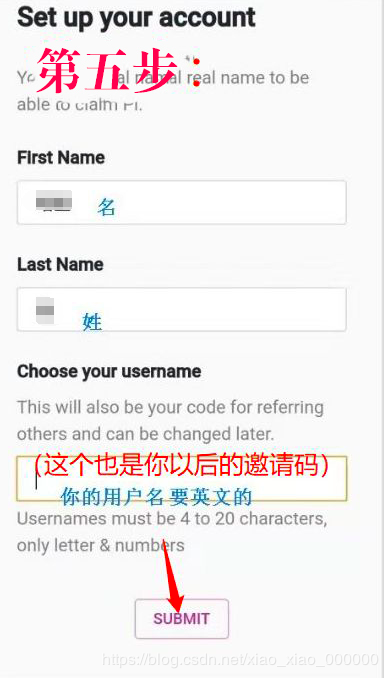 Set up your account
第五步：
real name to be
able to claim Pi.
First Name
名
Last Name
姓
Choose your username
This will also be your code for referring
others and can be changed later.
（这个也是你以后的邀请码）
你的用户名要英文的
Usernames must be 4 to 20 characters,
only letter & numbers
SUBMIT
https://blog.csdn.net/xiao_xiao_000000